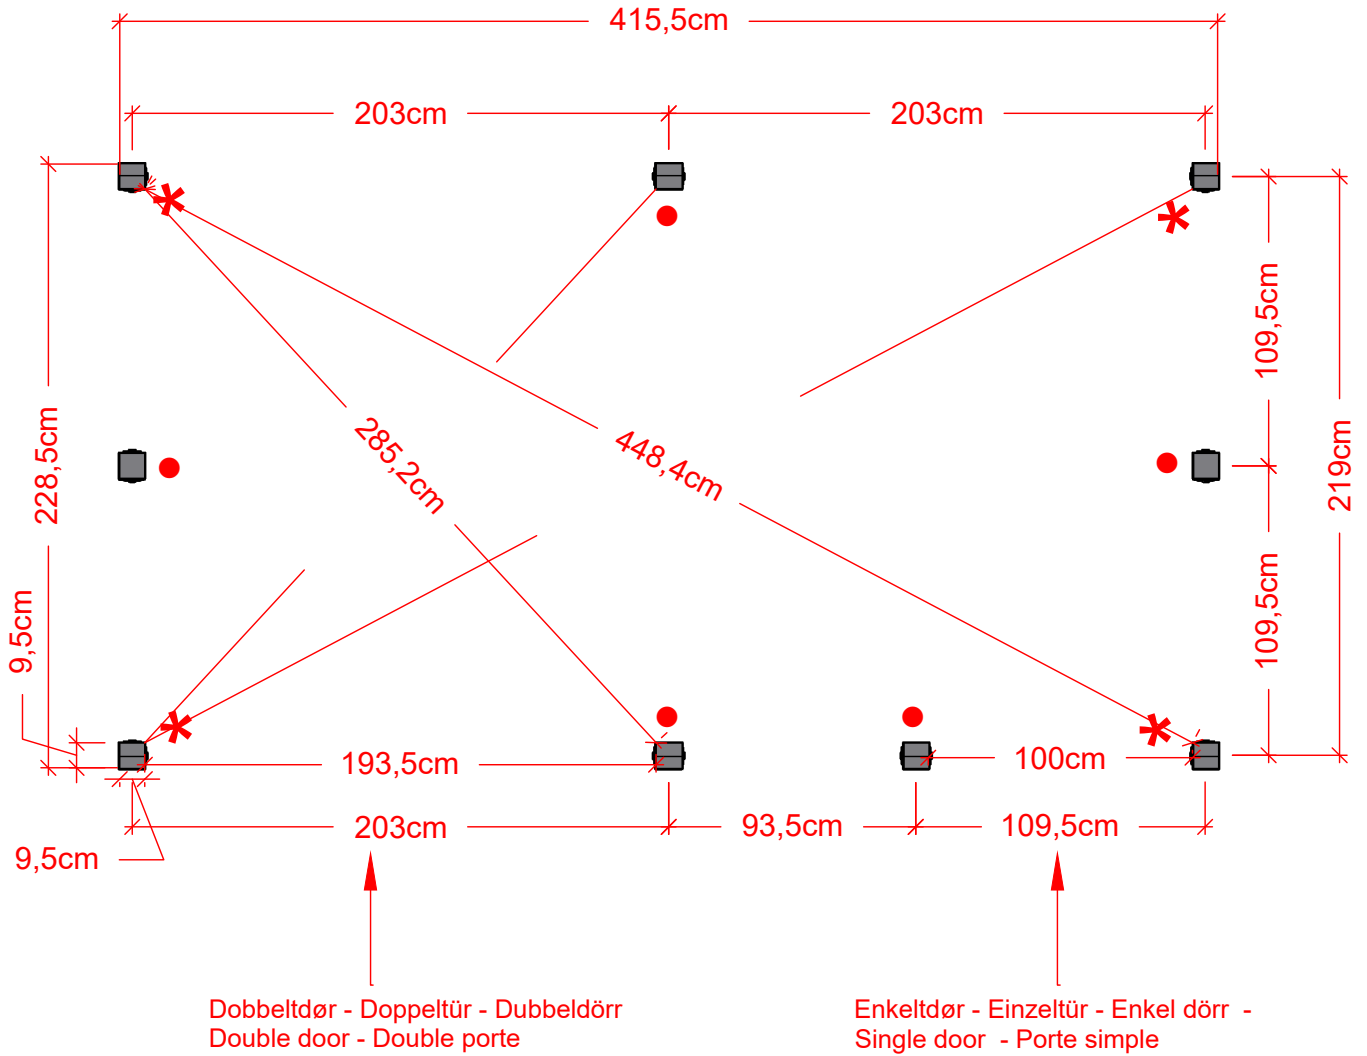 415,5cm
203cm
203cm
109,5cm
228,5cm
285,2cm
448,4cm
219cm
9,5cm
109,5cm
193,5cm
100cm
203cm
93,5cm
109,5cm
9,5cm
Dobbeltdør - Doppeltür - Dubbeldörr
Double door - Double porte
Enkeltdør - Einzeltür - Enkel dörr -
Single door - Porte simple